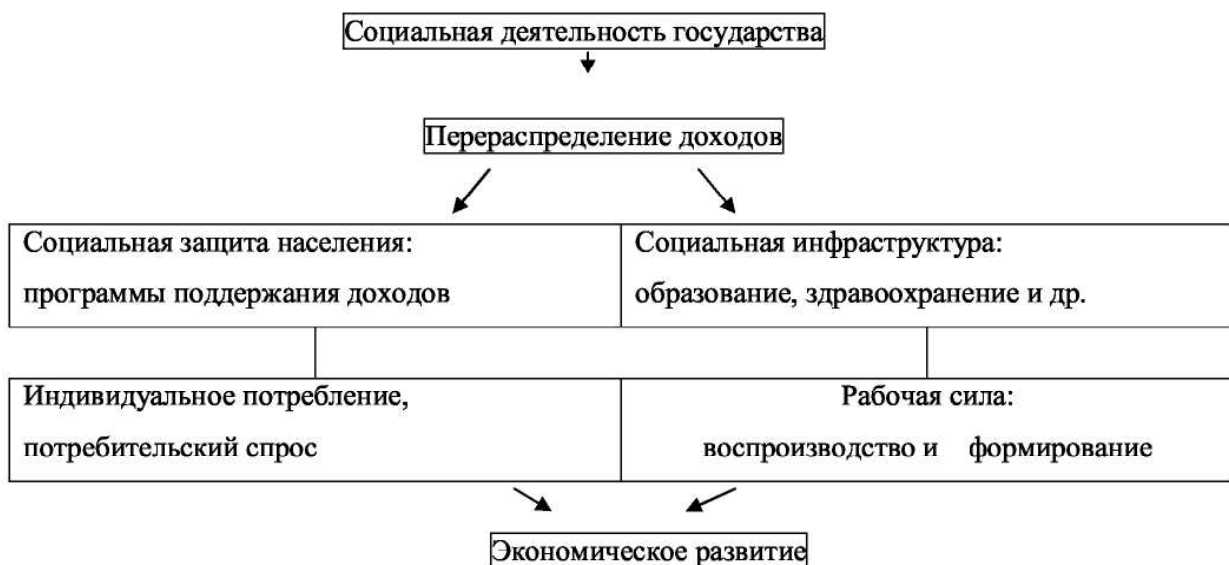 Социальная деятельность государства
Перераспределение доходов
Социальная защита населения:
программы поддержания доходов
Социальная инфраструктура:
образование, здравоохранение и др.
Индивидуальное потребление,
потребительский спрос
Рабочая сила:
воспроизводство и формирование
Экономическое развитие